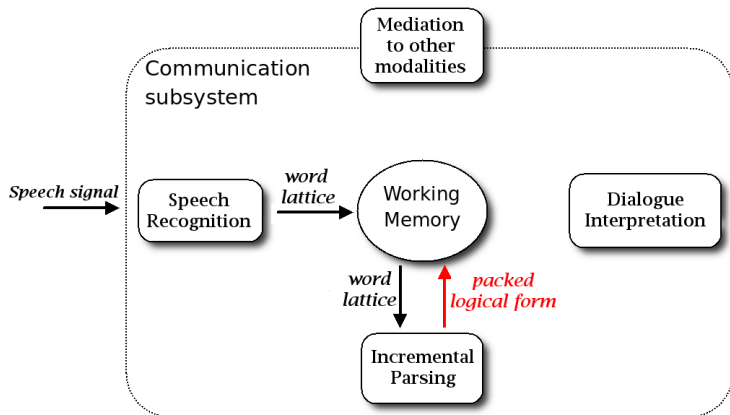 Mediation
to other
modalities
Communication
subsystem
Speech signal
Speech
Recognition
word
lattice
Working
Memory
Dialogue
Interpretation
word
lattice
packed
logical form
Incremental
Parsing